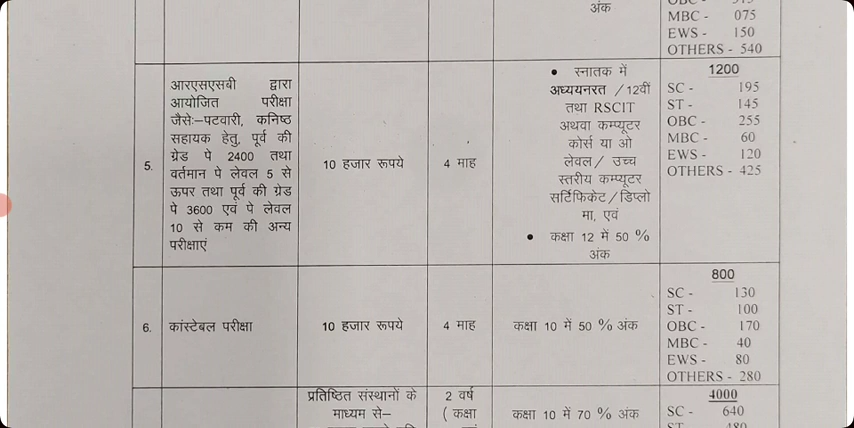 अंक
MBC - 075
EWS - 150
OTHERS - 540
5.
आरएसएसबी द्वारा
आयोजित परीक्षा
जैसेः–पटवारी, कनिष्ठ
सहायक हेतु, पूर्व की
ग्रेड पे 2400 तथा
वर्तमान पे लेवल 5 से
ऊपर तथा पूर्व की ग्रेड
पे 3600 एवं पे लेवल
10 से कम की अन्य
परीक्षाएं
10 हजार रूपये
4 माह
• स्नातक में
अध्ययनरत /12वीं
तथा RSCIT
अथवा कम्प्यूटर
कोर्स या ओ
लेवल/ उच्च
स्तरीय कम्प्यूटर
सर्टिफिकेट/डिप्लो
मा, एवं
• कक्षा 12 में 50 %
अंक
1200
SC - 195
ST - 145
OBC - 255
MBC - 60
EWS - 120
OTHERS - 425
6.
कांस्टेबल परीक्षा
10 हजार रूपये
4 माह
कक्षा 10 में 50 % अंक
800
SC - 130
ST - 100
OBC - 170
MBC - 40
EWS - 80
OTHERS - 280
प्रतिष्ठित संस्थानों के
माध्यम से–
2 वर्ष
( कक्षा
कक्षा 10 में 70 % अंक
4000
SC - 640